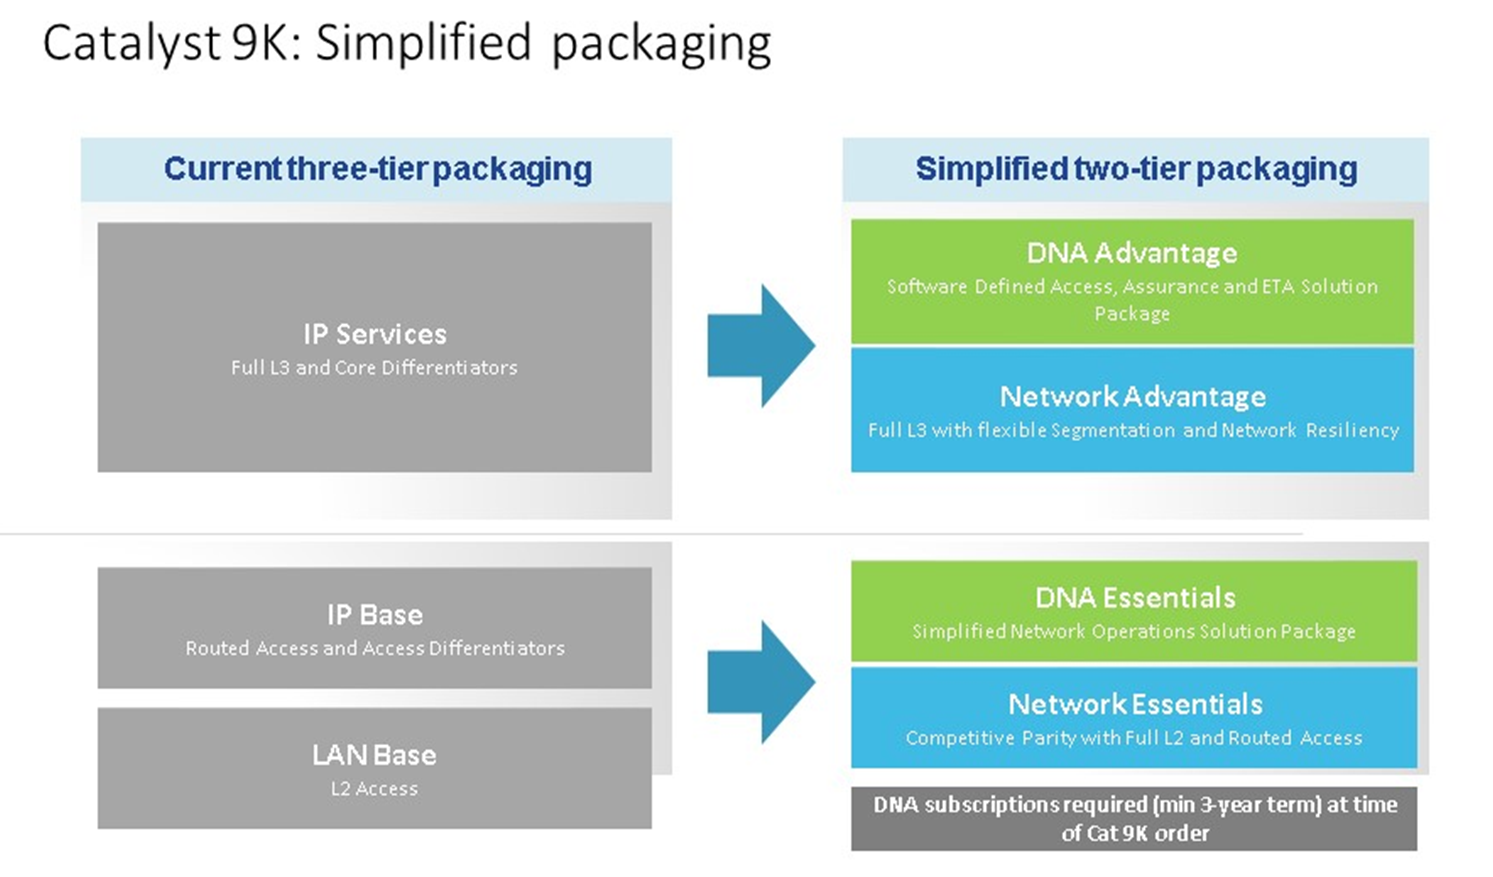 Catalyst 9K: Simplified packaging
Current three-tier packaging
IP Services
Full L3 and Core Differentiators
IP Base
Routed Access and Access Differentiators
LAN Base
L2 Access
Simplified two-tier packaging
DNA Advantage
Software Defined Access, Assurance and ETA Solution
Package
Network Advantage
Full L3 with flexible Segmentation and Network Resiliency
DNA Essentials
Simplified Network Operations Solution Package
Network Essentials
Competitive Parity with Full L2 and Routed Access
DNA subscriptions required (min 3-year term) at time
of Cat 9K order